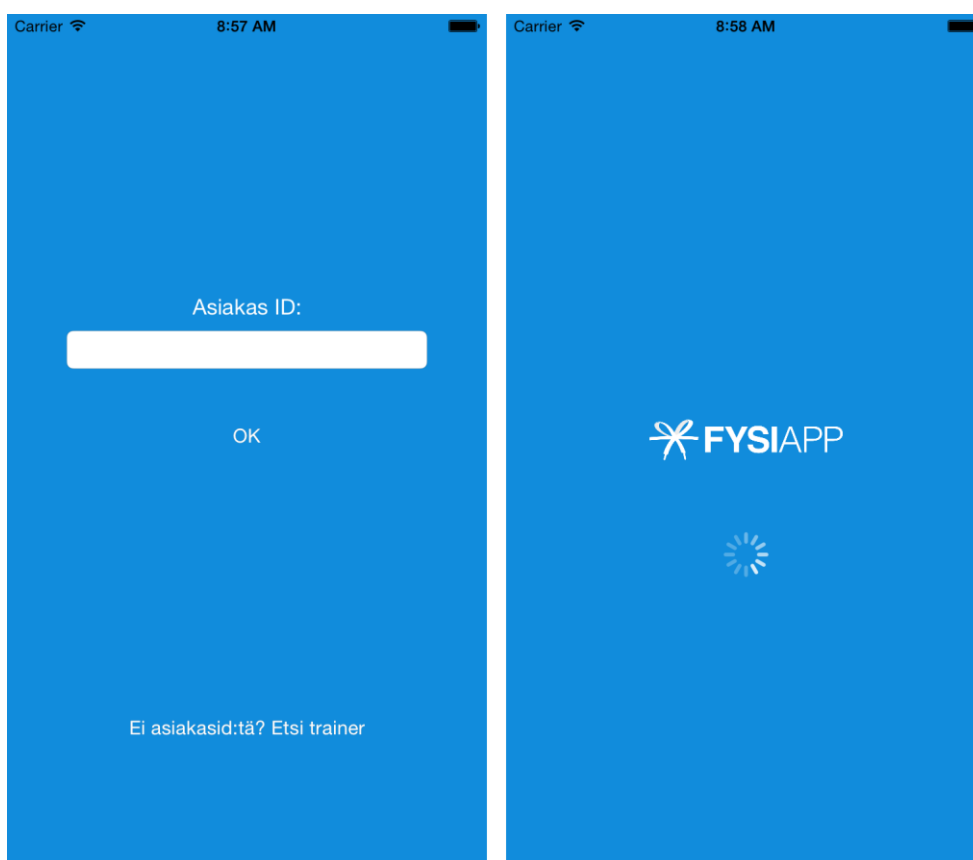 Carrier
8:57 AM
Asiakas ID:
OK
Ei asiakasid:tä? Etsi trainer
Carrier
8:58 AM
FYSIAPP